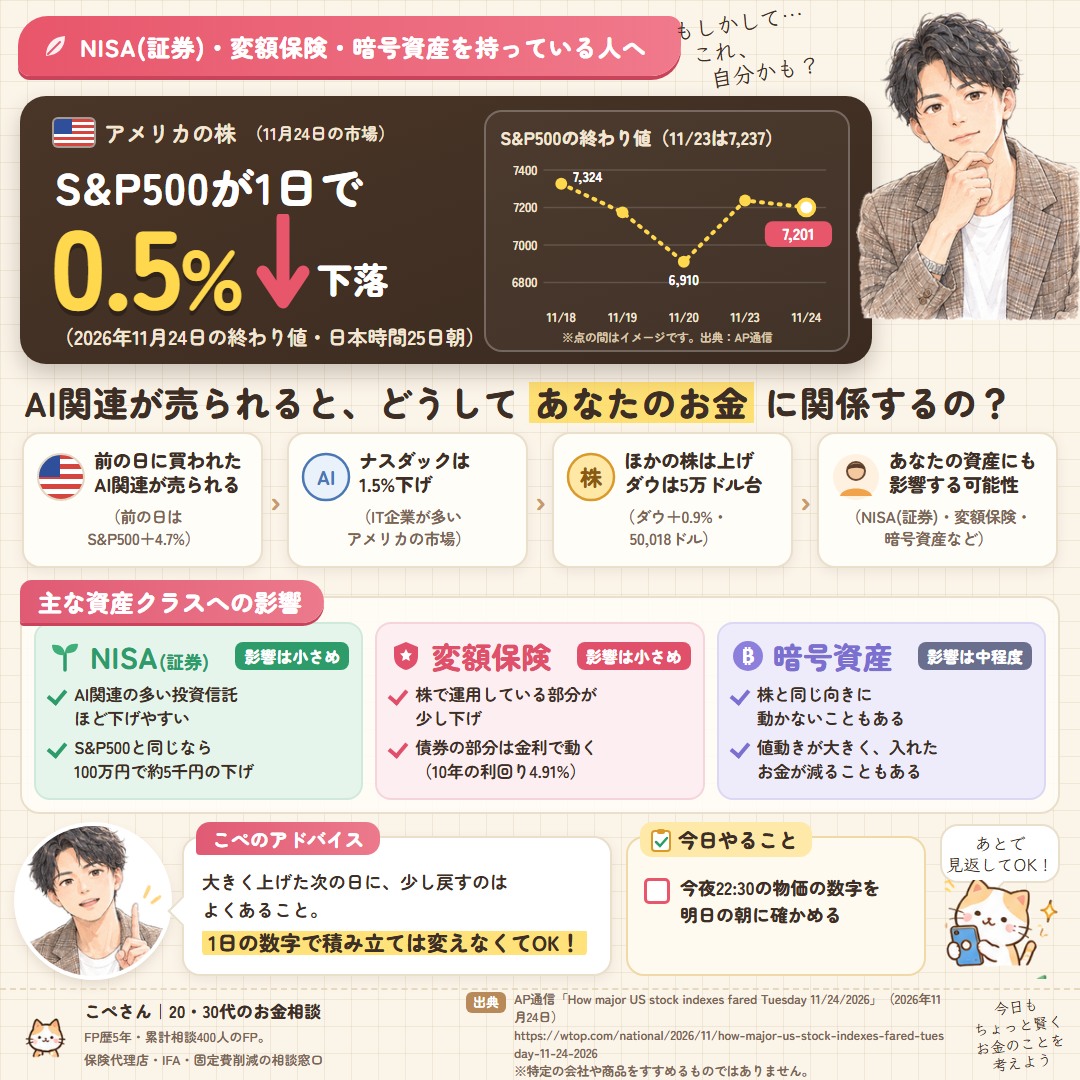 NISA(証券)・変額保険・暗号資産を持っている人へ
もしかして…
これ、
自分かも？
アメリカの株 （11月24日の市場）
S&P500が1日で
0.5% 下落
（2026年11月24日の終わり値・日本時間25日朝）
S&P500の終わり値（11/23は7,237）
7400
7200
7000
6800
7,324
6,910
7,201
11/18 11/19 11/20 11/23 11/24
※点の間はイメージです。出典：AP通信
AI関連が売られると、どうして あなたのお金 に関係するの？
前の日に買われた
AI関連が売られる
（前の日は
S&P500＋4.7%）
›
AI
ナスダックは
1.5%下げ
（IT企業が多い
アメリカの市場）
›
株
ほかの株は上げ
ダウは5万ドル台
（ダウ＋0.9%・
50,018ドル）
›
あなたの資産にも
影響する可能性
（NISA(証券)・変額保険・
暗号資産など）
主な資産クラスへの影響
NISA(証券) 影響は小さめ
AI関連の多い投資信託
ほど下げやすい
S&P500と同じなら
100万円で約5千円の下げ
変額保険 影響は小さめ
株で運用している部分が
少し下げ
債券の部分は金利で動く
（10年の利回り4.91%）
暗号資産 影響は中程度
株と同じ向きに
動かないこともある
値動きが大きく、入れた
お金が減ることもある
こぺのアドバイス
大きく上げた次の日に、少し戻すのは
よくあること。
1日の数字で積み立ては変えなくてOK！
今日やること
今夜22:30の物価の数字を
明日の朝に確かめる
あとで
見返してOK！
こぺさん｜20・30代のお金相談
FP歴5年・累計相談400人のFP。
保険代理店・IFA・固定費削減の相談窓口
出典
AP通信「How major US stock indexes fared Tuesday 11/24/2026」（2026年11
月24日）
https://wtop.com/national/2026/11/how-major-us-stock-indexes-fared-tues
day-11-24-2026
※特定の会社や商品をすすめるものではありません。
今日も
ちょっと賢く
お金のことを
考えよう